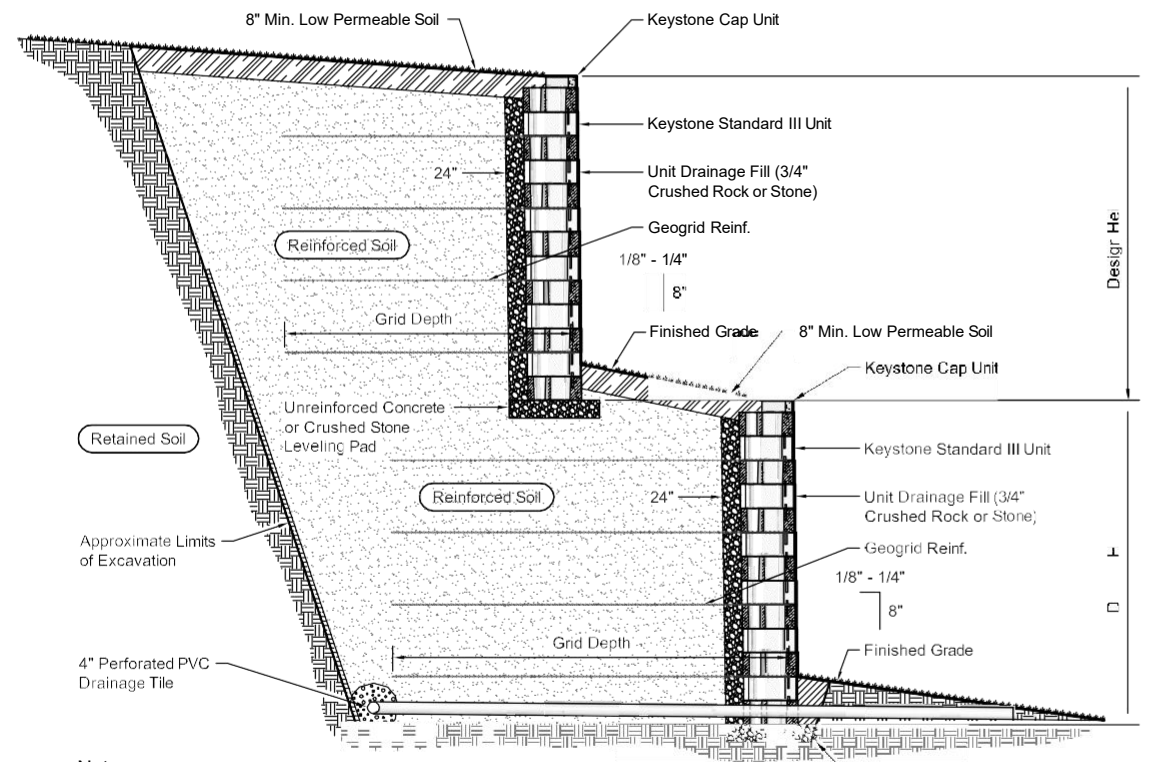 8" Min. Low Permeable Soil
Keystone Cap Unit
Keystone Standard III Unit
24"
Unit Drainage Fill (3/4"
Crushed Rock or Stone)
Geogrid Reinf.
Reinforced Soil
1/8" - 1/4"
8"
Grid Depth
Finished Grade
8" Min. Low Permeable Soil
Keystone Cap Unit
Unreinforced Concrete
or Crushed Stone
Leveling Pad
Retained Soil
Keystone Standard III Unit
Reinforced Soil
24"
Unit Drainage Fill (3/4"
Crushed Rock or Stone)
Approximate Limits
of Excavation
Geogrid Reinf.
1/8" - 1/4"
8"
Grid Depth
Finished Grade
4" Perforated PVC
Drainage Tile